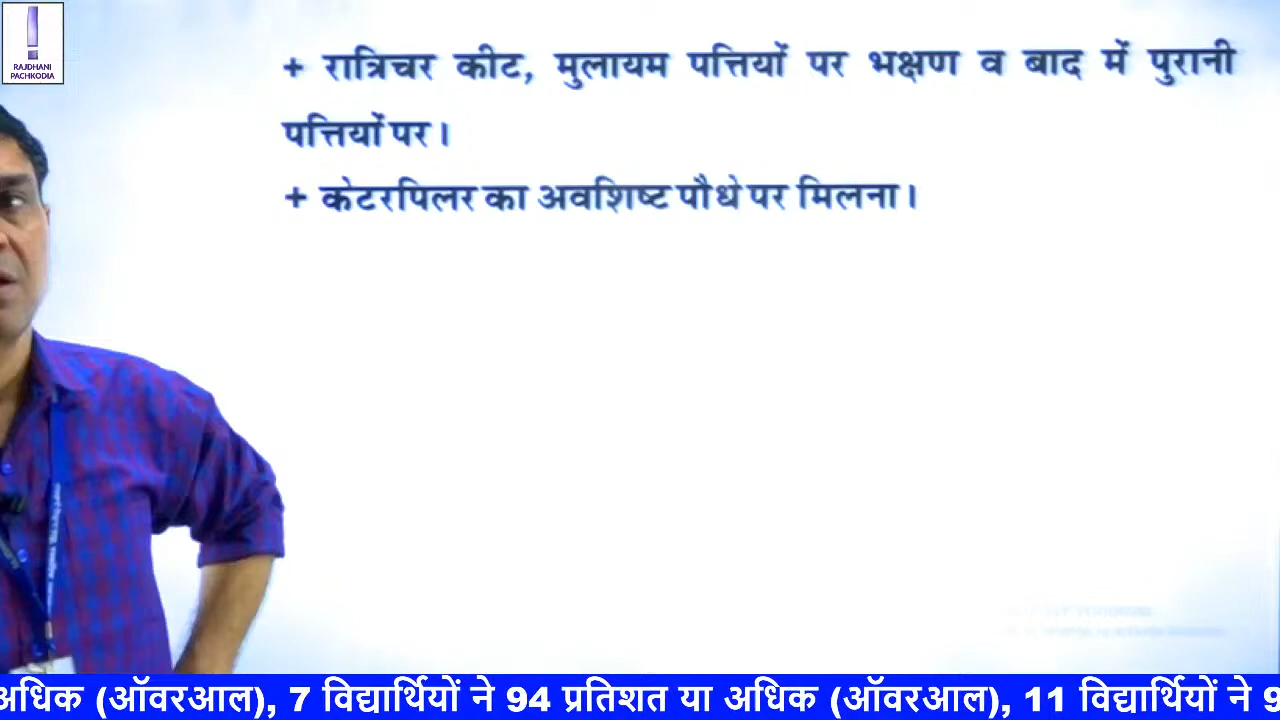 RAJDHANI
PACHKODIA
+ रात्रिचर कीट, मुलायम पत्तियों पर भक्षण व बाद में पुरानी
पत्तियों पर।
+ केटरपिलर का अवशिष्ट पौधे पर मिलना।
अधिक (ऑवरआल), 7 विद्यार्थियों ने 94 प्रतिशत या अधिक (ऑवरआल), 11 विद्यार्थियों ने 9